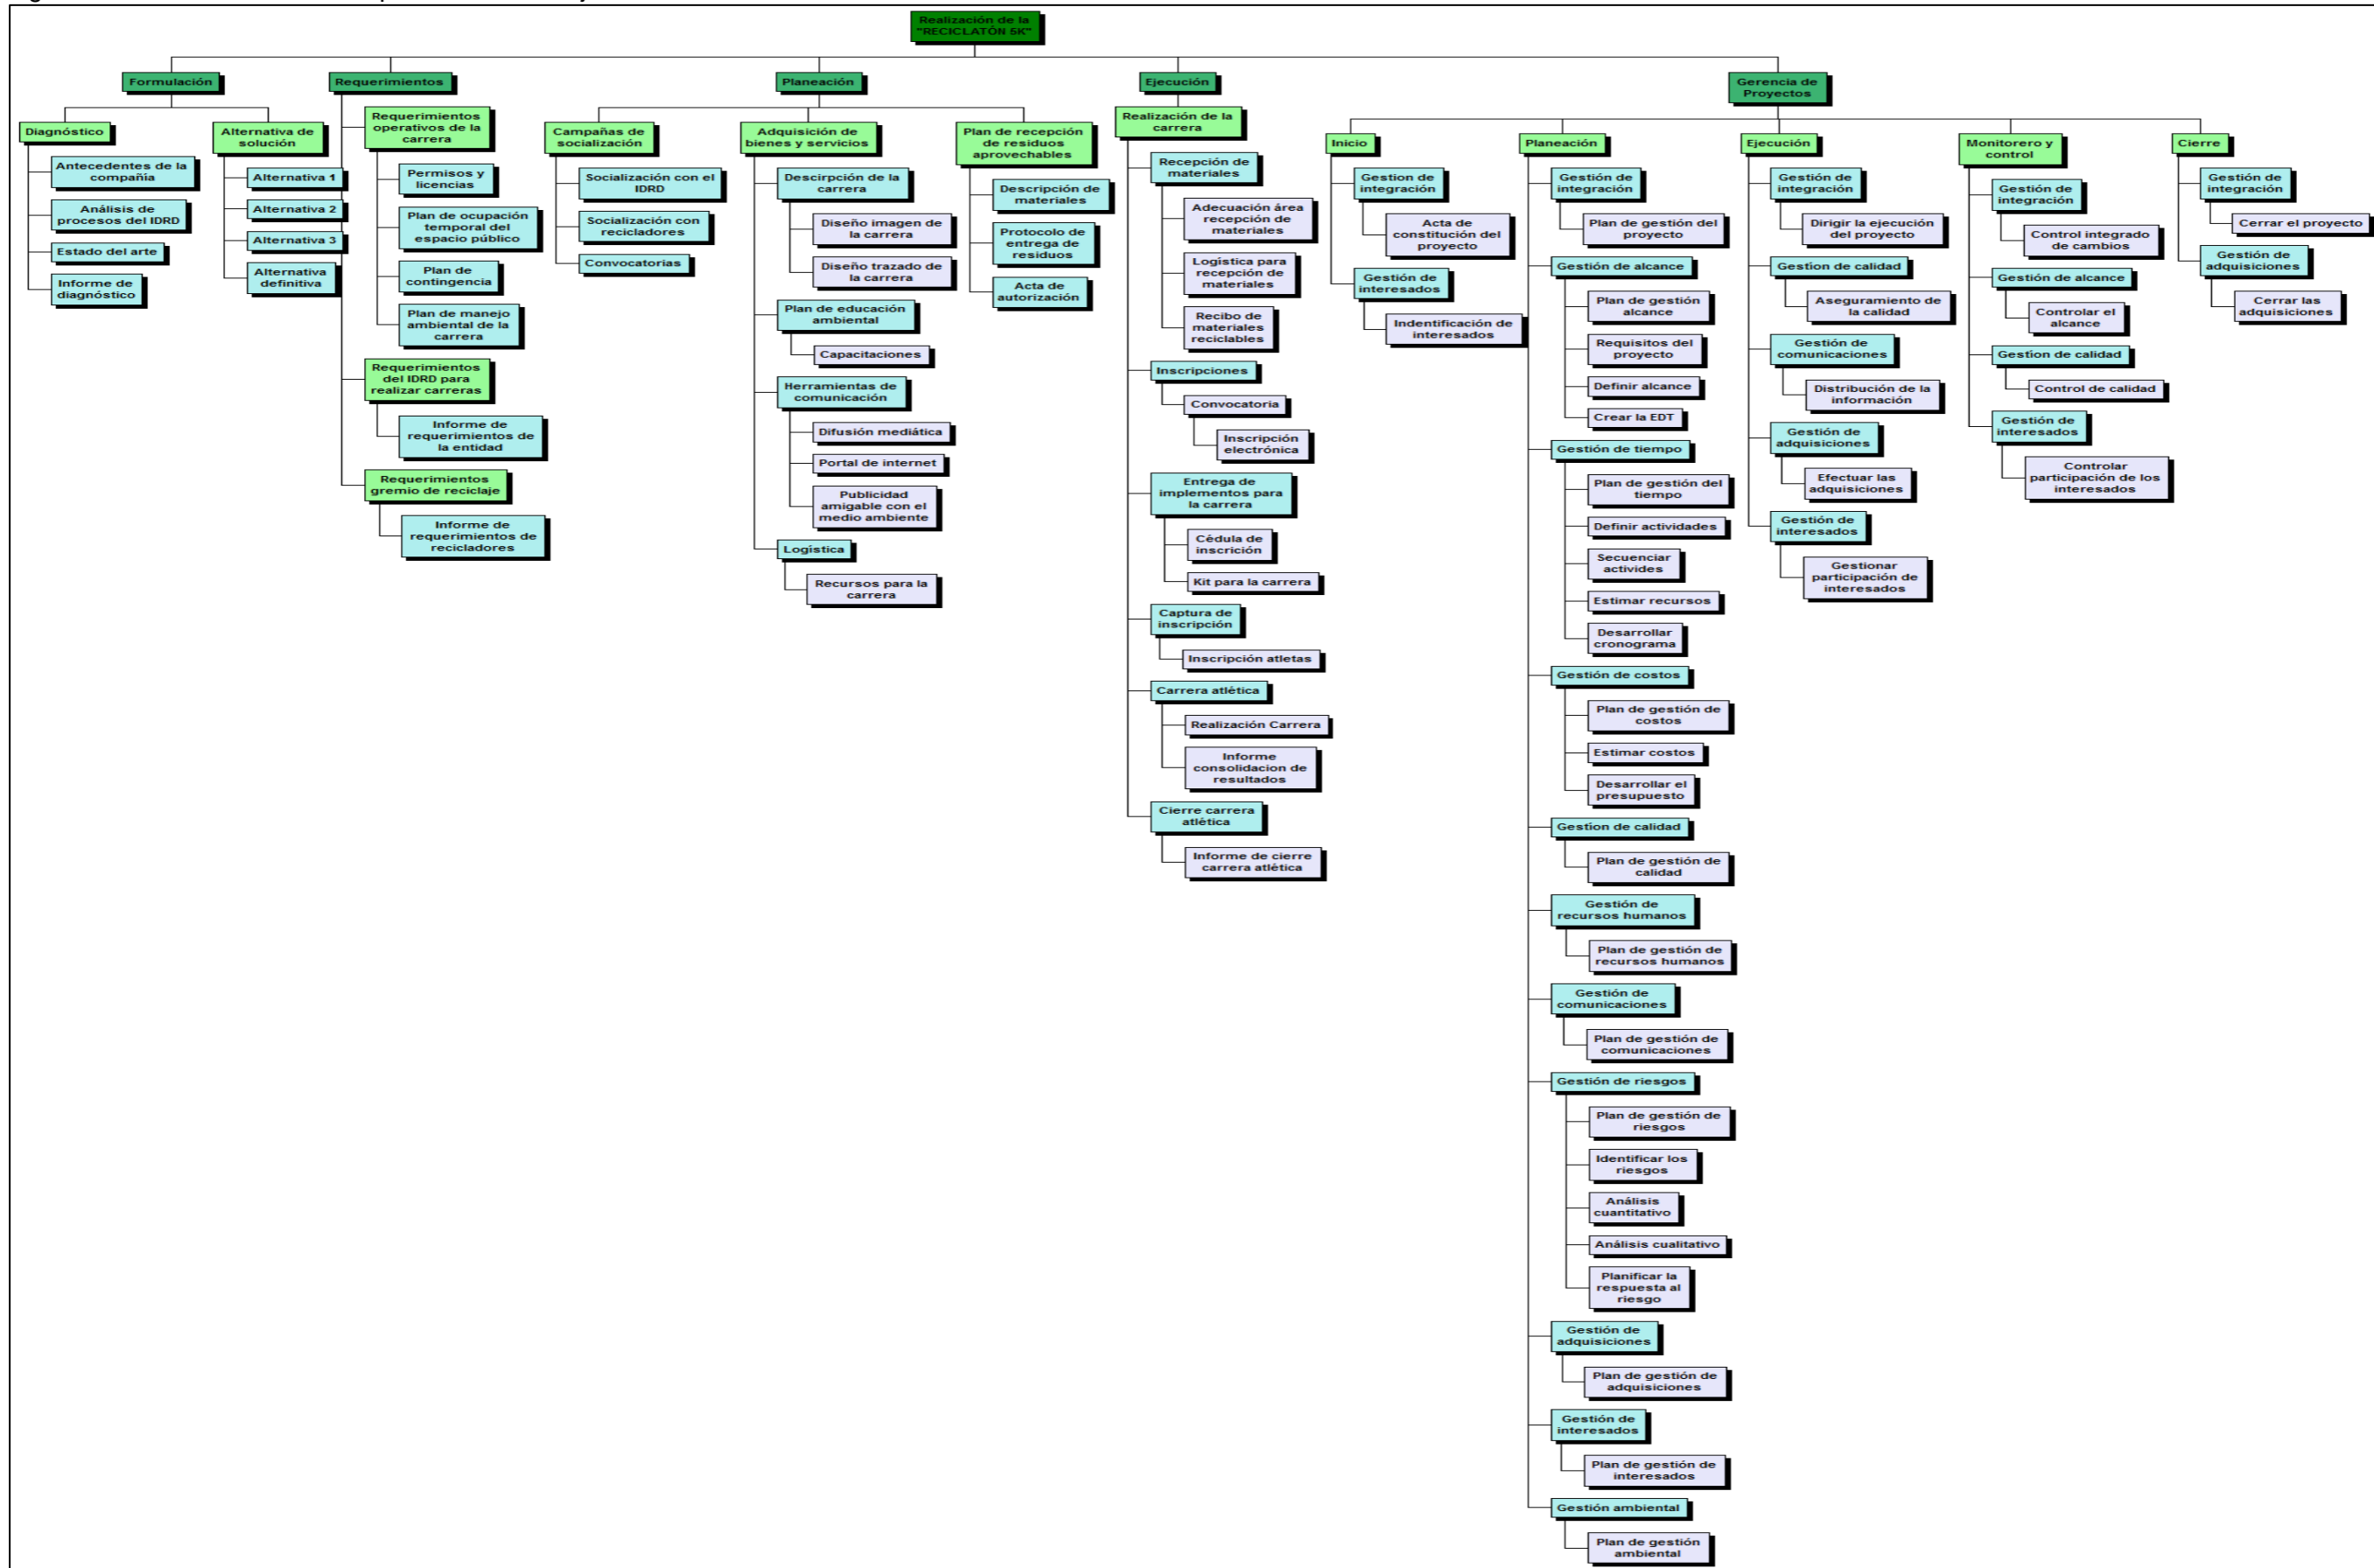 Realización de la
"RECICLATÓN 5K"
Formulación
Diagnóstico
Antecedentes de la
compañía
Análisis de
procesos del IDRD
Estado del arte
Informe de
diagnóstico
Alternativa de
solución
Alternativa 1
Alternativa 2
Alternativa 3
Alternativa
definitiva
Requerimientos
Requerimientos
operativos de la
carrera
Permisos y
licencias
Plan de ocupación
temporal del
espacio público
Plan de
contingencia
Plan de manejo
ambiental de la
carrera
Requerimientos
del IDRD para
realizar carreras
Informe de
requerimientos de
la entidad
Requerimientos
gremio de reciclaje
Informe de
requerimientos de
recicladores
Planeación
Campañas de
socialización
Socialización con el
IDRD
Socialización con
recicladores
Convocatorias
Adquisición de
bienes y servicios
Descirpción de la
carrera
Diseño imagen de
la carrera
Diseño trazado de
la carrera
Plan de educación
ambiental
Capacitaciones
Herramientas de
comunicación
Difusión mediática
Portal de internet
Publicidad
amigable con el
medio ambiente
Logística
Recursos para la
carrera
Plan de recepción
de residuos
aprovechables
Descripción de
materiales
Protocolo de
entrega de
residuos
Acta de
autorización
Ejecución
Realización de la
carrera
Recepción de
materiales
Adecuación área
recepción de
materiales
Logística para
recepción de
materiales
Recibo de
materiales
reciclables
Inscripciones
Convocatoria
Inscripción
electrónica
Entrega de
implementos para
la carrera
Cédula de
inscrición
Kit para la carrera
Captura de
inscripción
Inscripción atletas
Carrera atlética
Realización Carrera
Informe
consolidacion de
resultados
Cierre carrera
atlética
Informe de cierre
carrera atlética
Gerencia de
Proyectos
Inicio
Gestion de
integración
Acta de
constitución del
proyecto
Gestión de
interesados
Indentificación de
interesados
Planeación
Gestión de
integración
Plan de gestión del
proyecto
Gestión de alcance
Plan de gestión
alcance
Requisitos del
proyecto
Definir alcance
Crear la EDT
Gestión de tiempo
Plan de gestión del
tiempo
Definir actividades
Secuenciar
activides
Estimar recursos
Desarrollar
cronograma
Gestión de costos
Plan de gestión de
costos
Estimar costos
Desarrollar el
presupuesto
Gestíon de calidad
Plan de gestión de
calidad
Gestión de
recursos humanos
Plan de gestión de
recursos humanos
Gestión de
comunicaciones
Plan de gestión de
comunicaciones
Gestión de riesgos
Plan de gestión de
riesgos
Identificar los
riesgos
Análisis
cuantitativo
Análisis cualitativo
Planificar la
respuesta al
riesgo
Gestión de
adquisiciones
Plan de gestión de
adquisiciones
Gestión de
interesados
Plan de gestión de
interesados
Gestión ambiental
Plan de gestión
ambiental
Ejecución
Gestión de
integración
Dirigir la ejecución
del proyecto
Gestíon de calidad
Aseguramiento de
la calidad
Gestión de
comunicaciones
Distribución de la
información
Gestión de
adquisiciones
Efectuar las
adquisiciones
Gestión de
interesados
Gestionar
participación de
interesados
Monitorero y
control
Gestión de
integración
Control integrado
de cambios
Gestión de alcance
Controlar el
alcance
Gestíon de calidad
Control de calidad
Gestión de
interesados
Controlar
participación de los
interesados
Cierre
Gestión de
integración
Cerrar el proyecto
Gestión de
adquisiciones
Cerrar las
adquisiciones